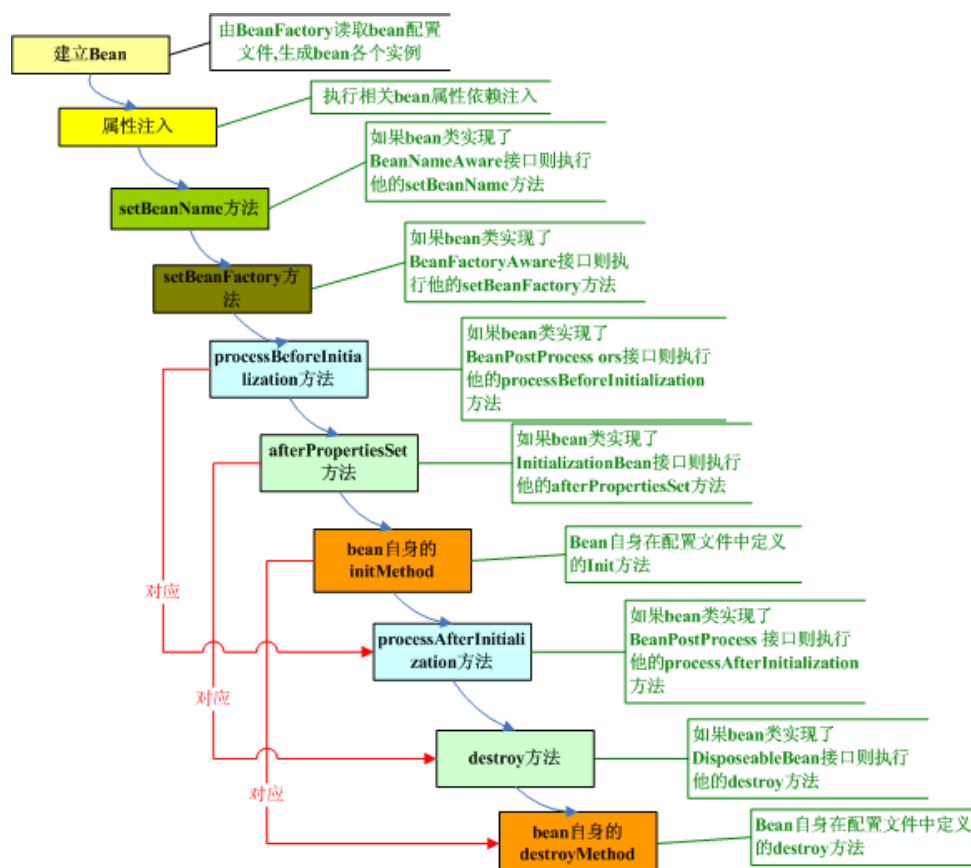 建立Bean
由BeanFactory读取bean配置
文件,生成bean各个实例
属性注入
执行相关bean属性依赖注入
setBeanName方法
如果bean类实现了
BeanNameAware接口则执行
他的setBeanName方法
setBeanFactory方
法
如果bean类实现了
BeanFactoryAware接口则执
行他的setBeanFactory方法
processBeforeInitia
lization方法
如果bean类实现了
BeanPostProcess ors接口则执行
他的processBeforeInitialization
方法
afterPropertiesSet
方法
如果bean类实现了
InitializationBean接口则执行
他的afterPropertiesSet方法
bean自身的
initMethod
Bean自身在配置文件中定义
的Init方法
对应
processAfterInitiali
zation方法
如果bean类实现了
BeanPostProcess 接口则执行
他的processAfterInitialization
方法
对应
destroy方法
如果bean类实现了
DisposeableBean接口则执行
他的destroy方法
对应
bean自身的
destroyMethod
Bean自身在配置文件中定义
的destroy方法